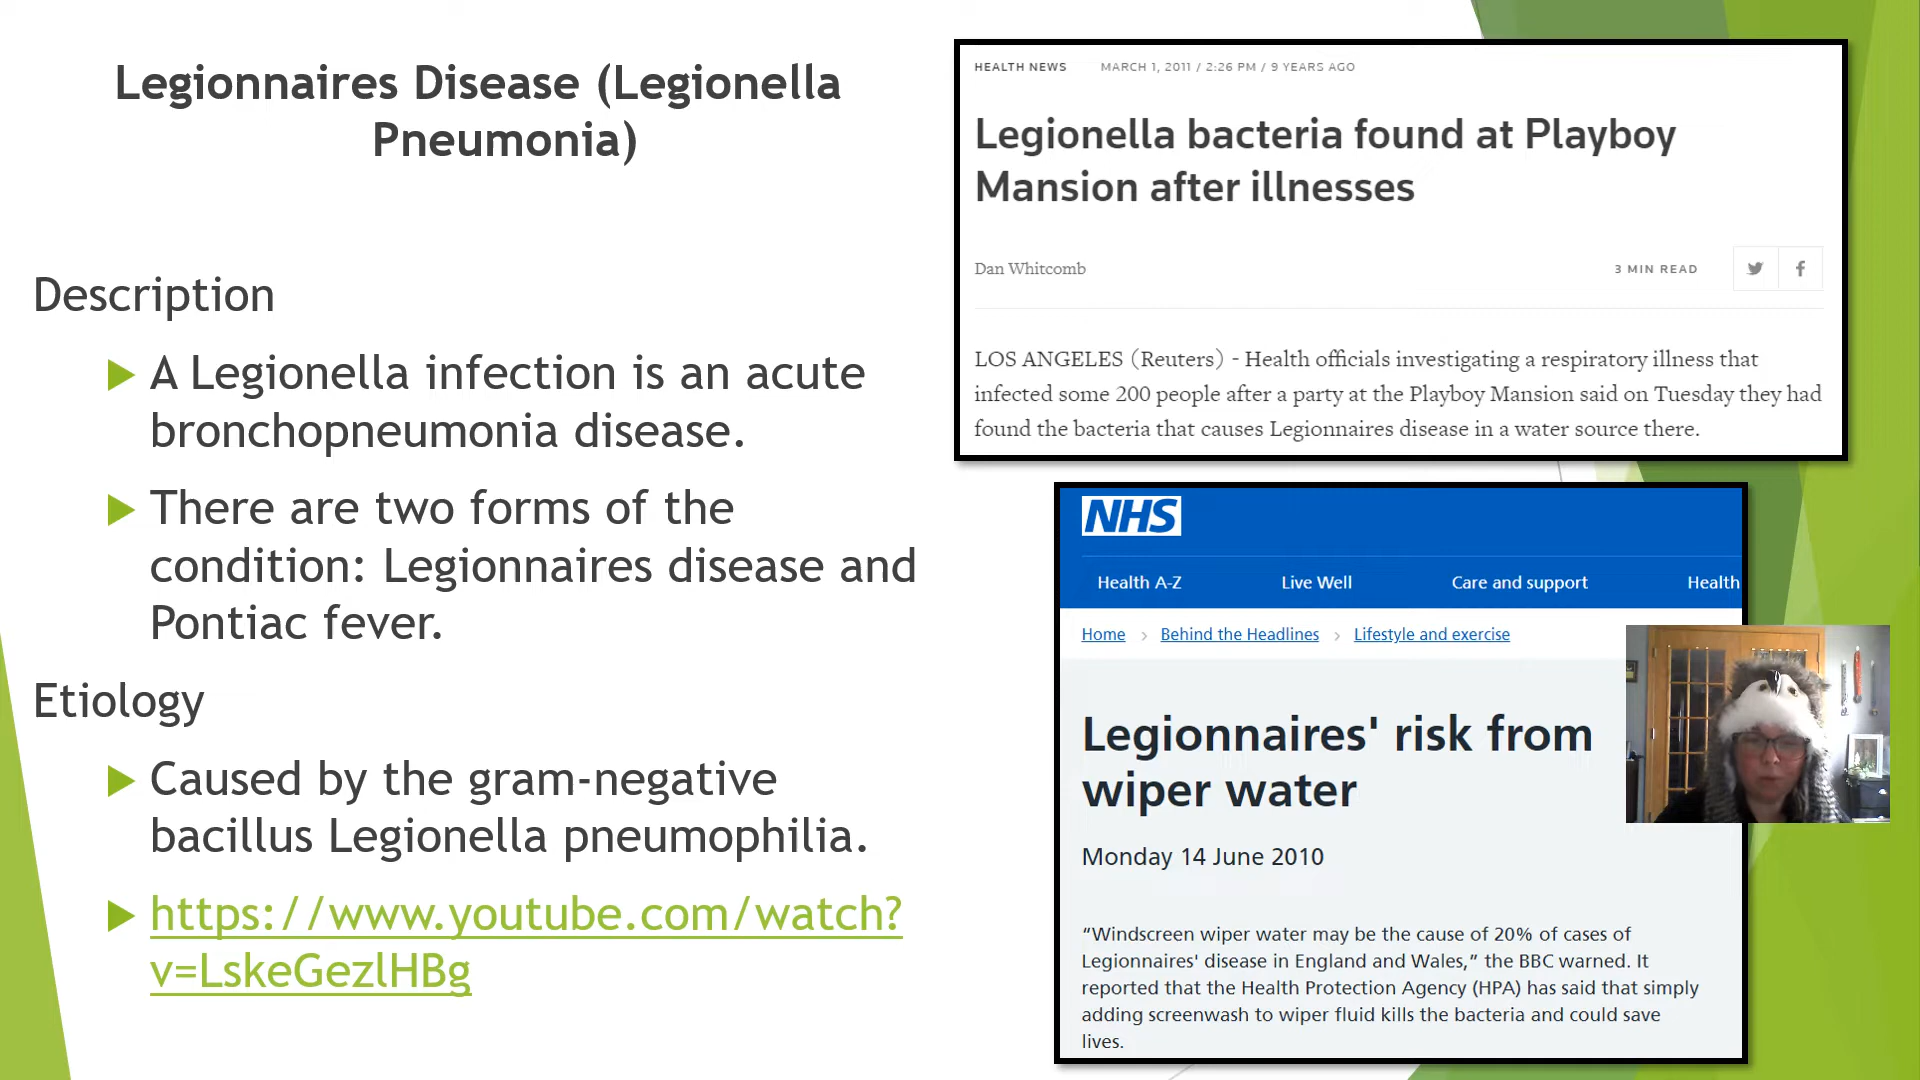 Legionnaires Disease (Legionella
Pneumonia)
Description
A Legionella infection is an acute
bronchopneumonia disease.
There are two forms of the
condition: Legionnaires disease and
Pontiac fever.
Etiology
Caused by the gram-negative
bacillus Legionella pneumophilia.
https://www.youtube.com/watch?
v=LskeGezlHBg
HEALTH NEWS MARCH 1, 2011 / 2:26 PM / 9 YEARS AGO
Legionella bacteria found at Playboy
Mansion after illnesses
Dan Whitcomb 3 MIN READ
LOS ANGELES (Reuters) - Health officials investigating a respiratory illness that
infected some 200 people after a party at the Playboy Mansion said on Tuesday they had
found the bacteria that causes Legionnaires disease in a water source there.
NHS
Health A-Z Live Well Care and support Health
Home > Behind the Headlines > Lifestyle and exercise
Legionnaires' risk from
wiper water
Monday 14 June 2010
“Windscreen wiper water may be the cause of 20% of cases of
Legionnaires' disease in England and Wales,” the BBC warned. It
reported that the Health Protection Agency (HPA) has said that simply
adding screenwash to wiper fluid kills the bacteria and could save
lives.